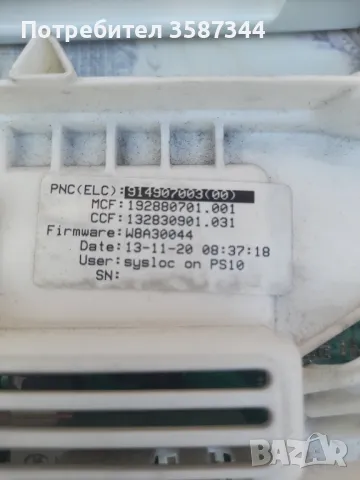 Потребител 3587344
PNC(ELC):914907003(00)
MCF:192880701.001
CCF:132830901.031
Firmware:W8A30044
Date:13-11-20 08:37:18
User:sysloc on PS10
SN:
BAZAR